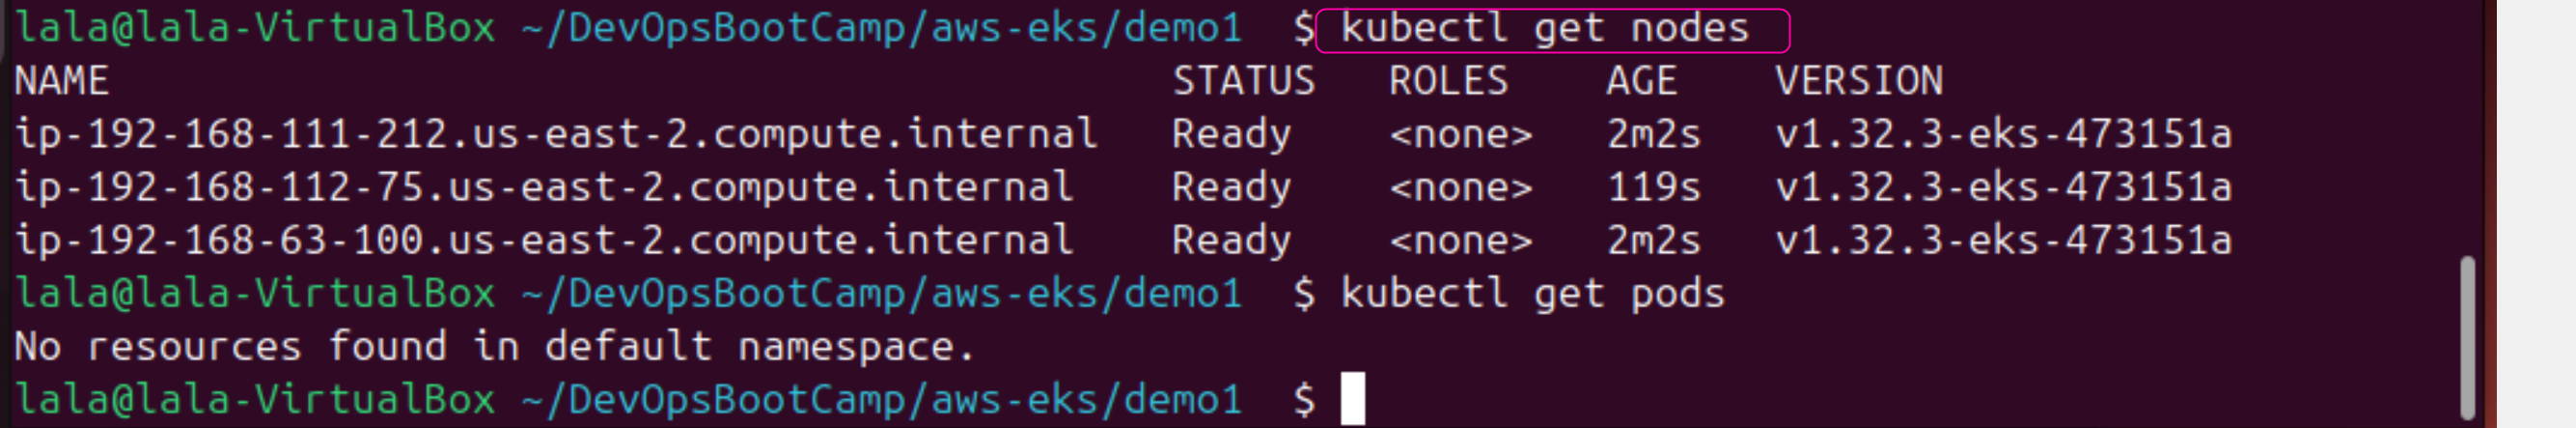 lala@lala-VirtualBox ~/DevOpsBootCamp/aws-eks/demo1 $ kubectl get nodes
NAME STATUS ROLES AGE VERSION
ip-192-168-111-212.us-east-2.compute.internal Ready <none> 2m2s v1.32.3-eks-473151a
ip-192-168-112-75.us-east-2.compute.internal Ready <none> 119s v1.32.3-eks-473151a
ip-192-168-63-100.us-east-2.compute.internal Ready <none> 2m2s v1.32.3-eks-473151a
lala@lala-VirtualBox ~/DevOpsBootCamp/aws-eks/demo1 $ kubectl get pods
No resources found in default namespace.
lala@lala-VirtualBox ~/DevOpsBootCamp/aws-eks/demo1 $